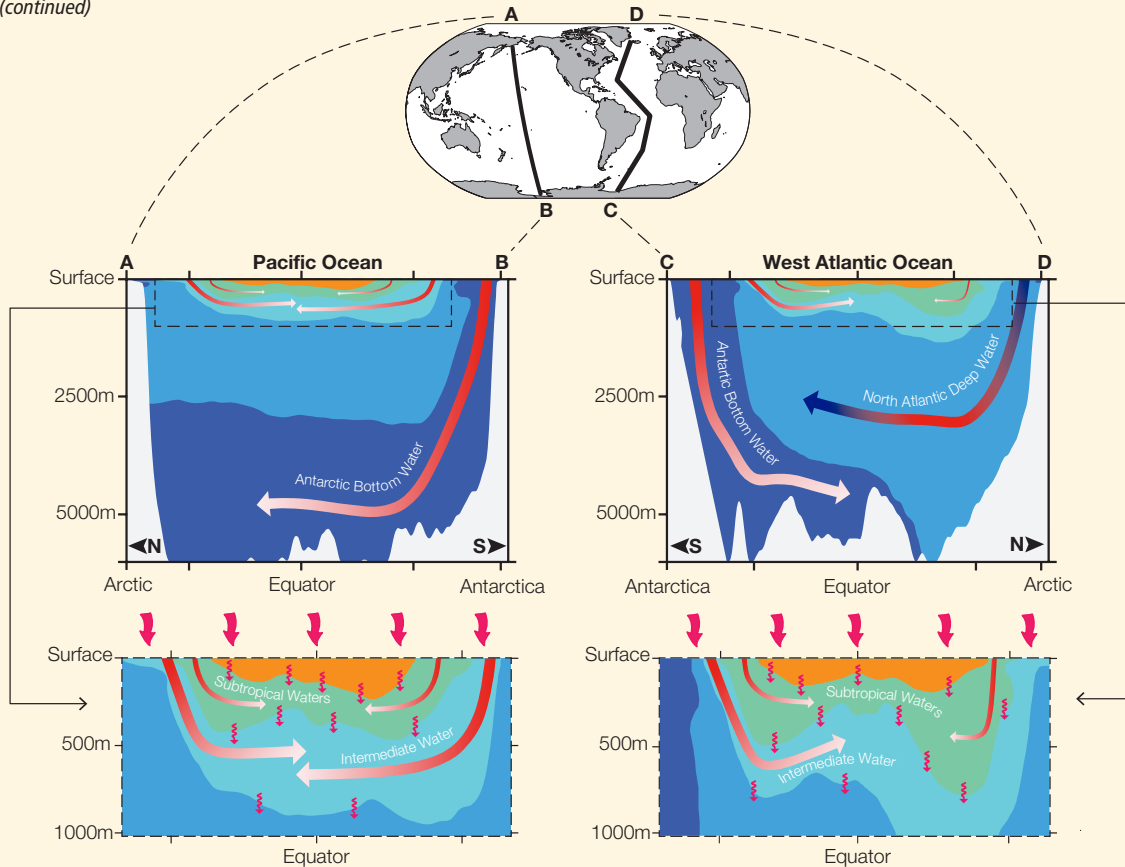 (continued)
A D
B C
A Pacific Ocean B
Surface
2500m
5000m
Antarctic Bottom Water
N S
Arctic Equator Antarctica
C West Atlantic Ocean D
Surface
2500m
5000m
Antartic Bottom Water
North Atlantic Deep Water
S N
Antarctica Equator Arctic
Surface
500m
1000m
Subtropical Waters
Intermediate Water
Equator
Surface
500m
1000m
Subtropical Waters
Intermediate Water
Equator